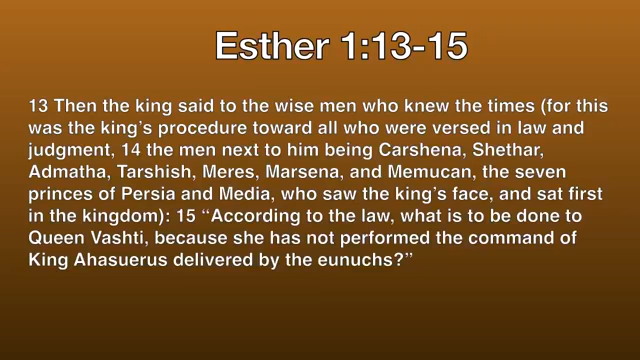 Esther 1:13-15
13 Then the king said to the wise men who knew the times (for this
was the king’s procedure toward all who were versed in law and
judgment, 14 the men next to him being Carshena, Shethar,
Admatha, Tarshish, Meres, Marsena, and Memucan, the seven
princes of Persia and Media, who saw the king’s face, and sat first
in the kingdom): 15 “According to the law, what is to be done to
Queen Vashti, because she has not performed the command of
King Ahasuerus delivered by the eunuchs?”